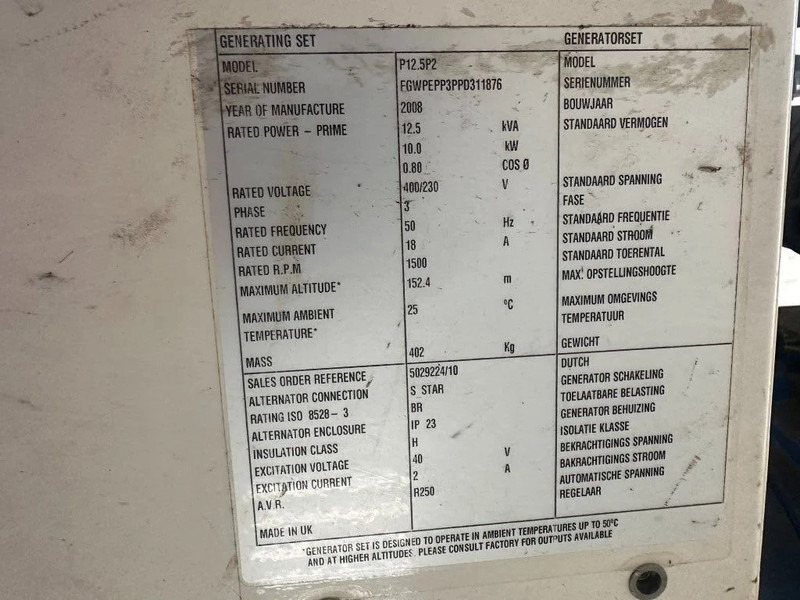 GENERATING SET GENERATORSET
MODEL P12.5P2 MODEL
SERIAL NUMBER FGWPEPP3PPD311876 SERIENUMMER
YEAR OF MANUFACTURE 2008 BOUWJAAR
RATED POWER - PRIME 12.5 kVA STANDAARD VERMOGEN
10.0 kW
0.80 COS Ø
RATED VOLTAGE 400/230 V STANDAARD SPANNING
PHASE 3 FASE
RATED FREQUENCY 50 Hz STANDAARD FREQUENTIE
RATED CURRENT 18 A STANDAARD STROOM
RATED R.P.M 1500 STANDAARD TOERENTAL
MAXIMUM ALTITUDE* 152.4 m MAX. OPSTELLINGSHOOGTE
MAXIMUM AMBIENT 25 ºC MAXIMUM OMGEVINGS
TEMPERATURE* TEMPERATUUR
MASS 402 Kg GEWICHT
SALES ORDER REFERENCE 5029224/10 DUTCH
ALTERNATOR CONNECTION S STAR GENERATOR SCHAKELING
RATING ISO 8528 - 3 BR TOELAATBARE BELASTING
ALTERNATOR ENCLOSURE IP 23 GENERATOR BEHUIZING
INSULATION CLASS H ISOLATIE KLASSE
EXCITATION VOLTAGE 40 V BEKRACHTIGINGS SPANNING
EXCITATION CURRENT 2 A BAKRACHTIGINGS STROOM
A.V.R. R250 AUTOMATISCHE SPANNING
REGELAAR
MADE IN UK
*GENERATOR SET IS DESIGNED TO OPERATE IN AMBIENT TEMPERATURES UP TO 50ºC
AND AT HIGHER ALTITUDES. PLEASE CONSULT FACTORY FOR OUTPUTS AVAILABLE